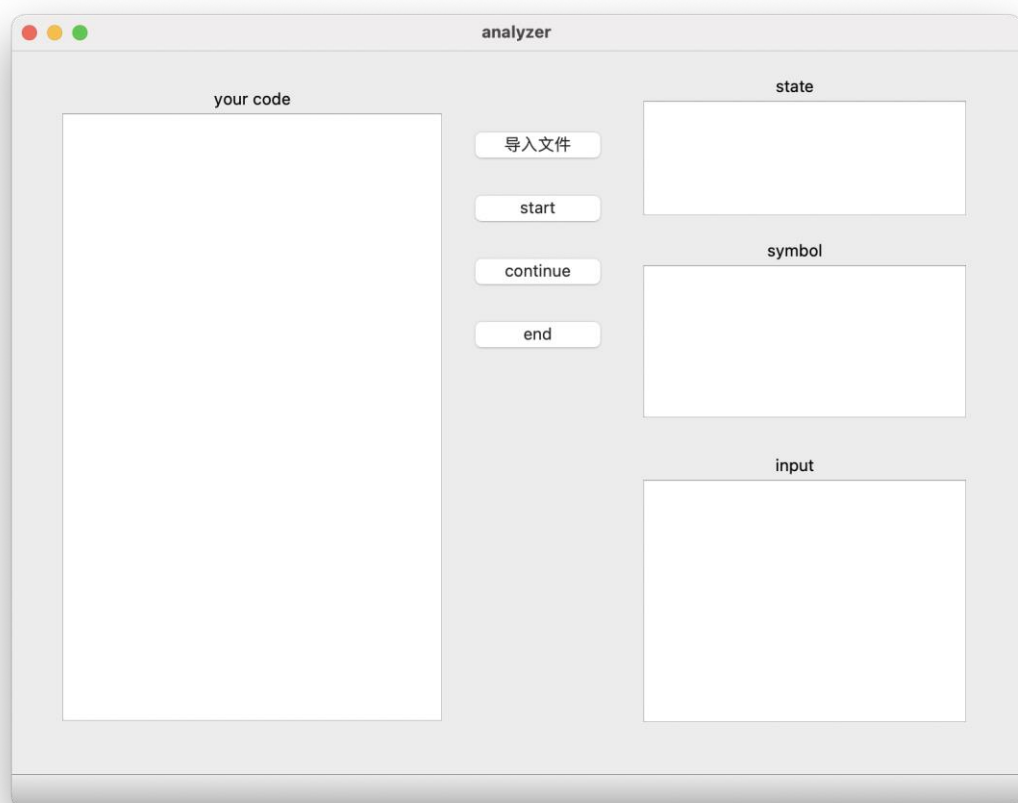 analyzer
your code
导入文件
start
continue
end
state
symbol
input